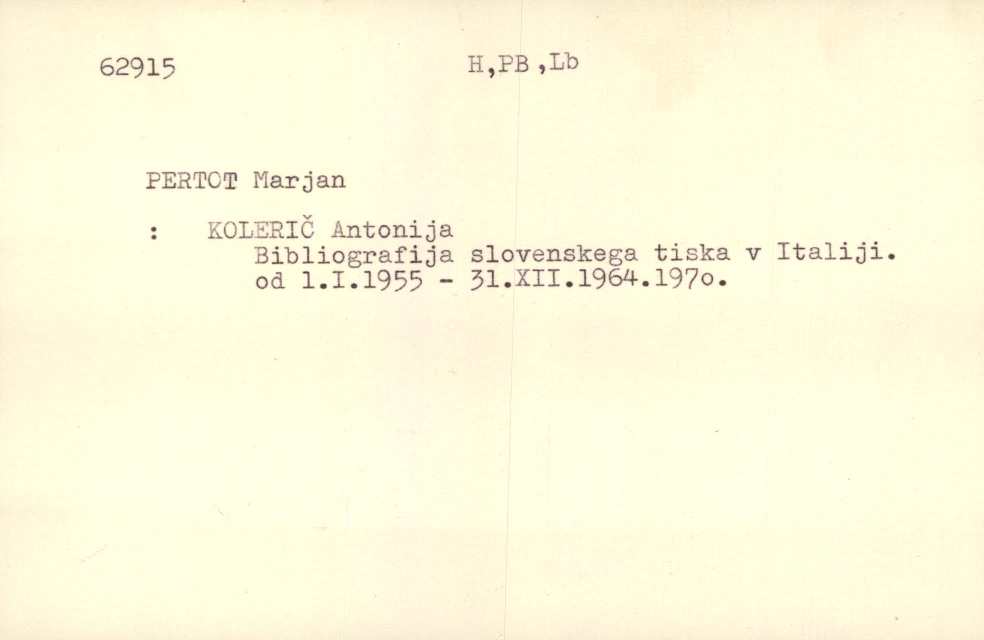 62915 H,PB,Lb
PERTOT Marjan
: KOLERIČ Antonija
Bibliografija slovenskega tiska v Italiji.
od 1.I.1955 - 31.XII.1964.197o.